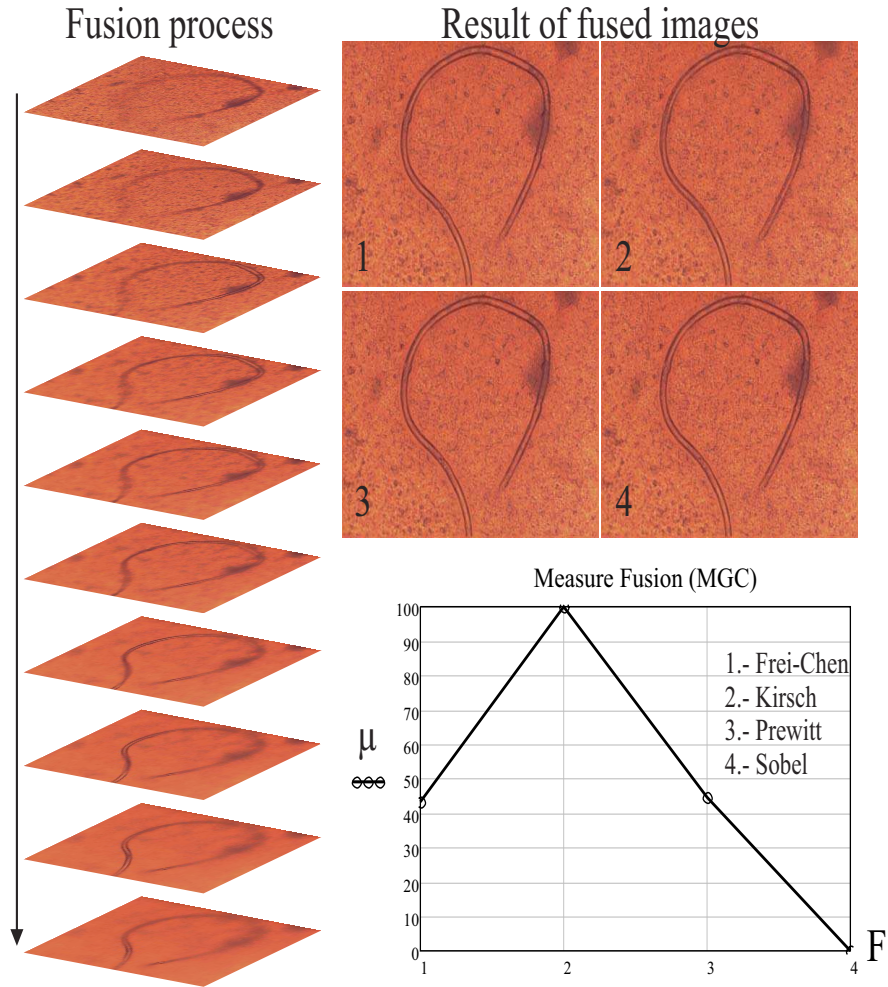 Fusion process
Result of fused images
1
2
3
4
Measure Fusion (MGC)
100
90
80
70
60
50
40
30
20
10
0
μ
1.- Frei-Chen
2.- Kirsch
3.- Prewitt
4.- Sobel
1
2
3
4
F